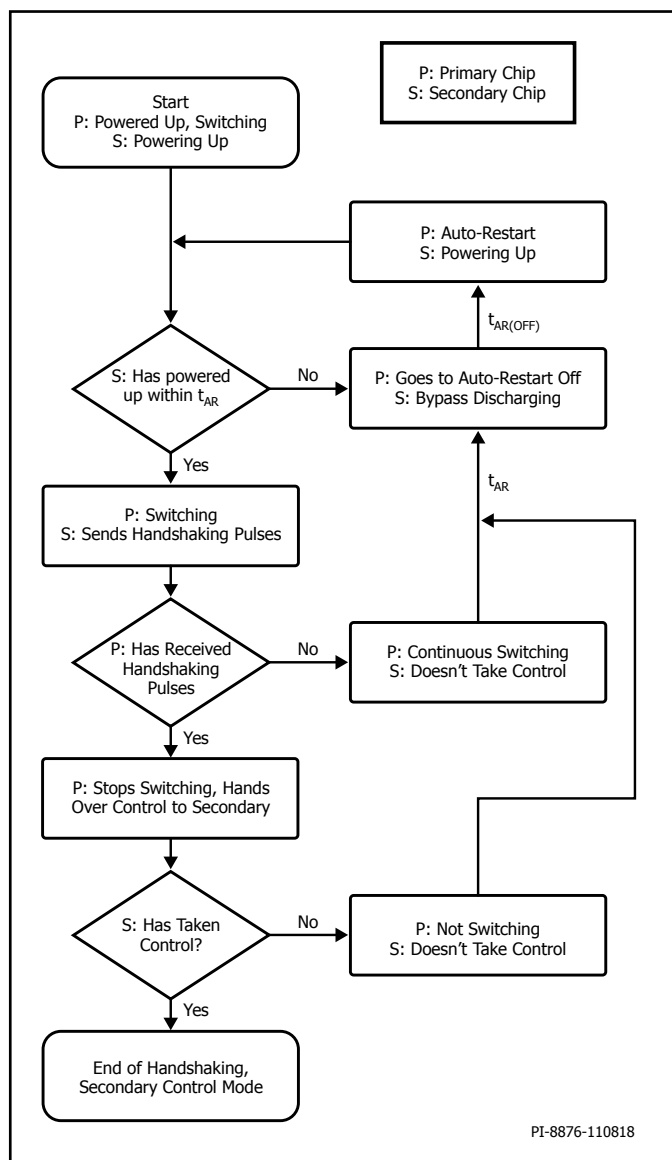 P: Primary Chip
S: Secondary Chip
Start
P: Powered Up, Switching
S: Powering Up
P: Auto-Restart
S: Powering Up
tAR(OFF)
S: Has powered
up within tAR
No
P: Goes to Auto-Restart Off
S: Bypass Discharging
Yes
tAR
P: Switching
S: Sends Handshaking Pulses
P: Has Received
Handshaking
Pulses
No
P: Continuous Switching
S: Doesn't Take Control
Yes
P: Stops Switching, Hands
Over Control to Secondary
S: Has Taken
Control?
No
P: Not Switching
S: Doesn't Take Control
Yes
End of Handshaking,
Secondary Control Mode
PI-8876-110818